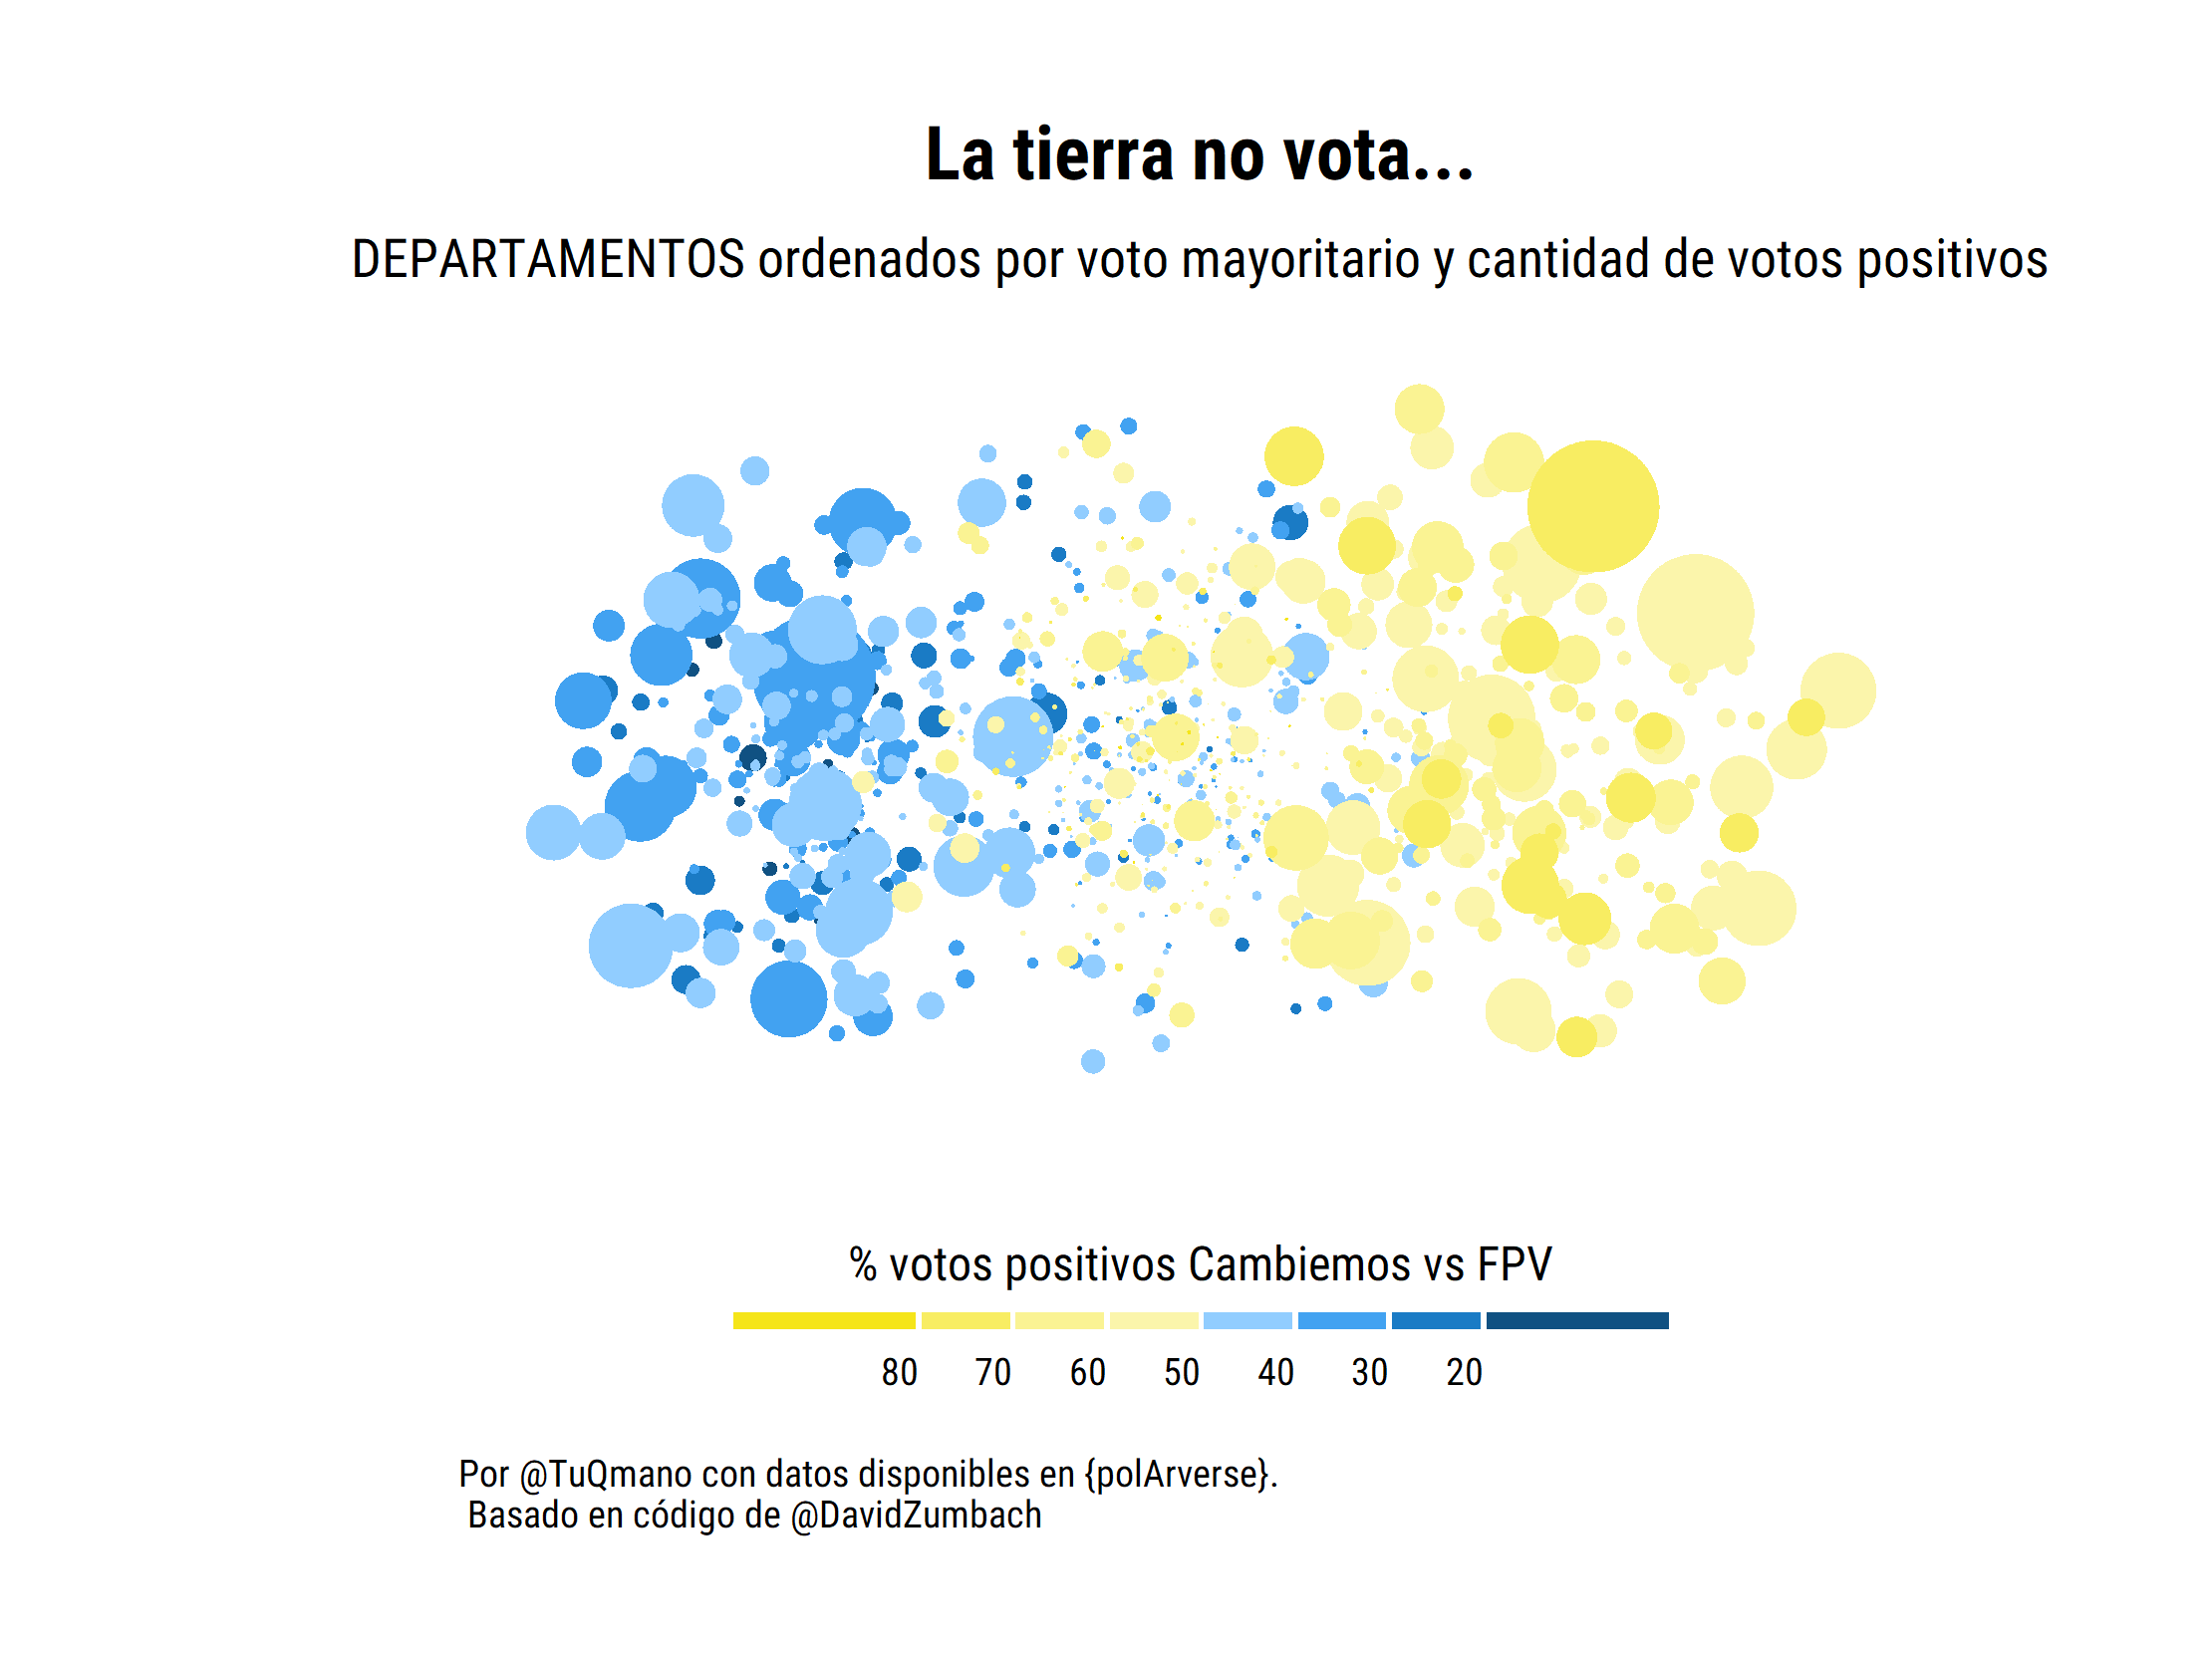 La tierra no vota...
DEPARTAMENTOS ordenados por voto mayoritario y cantidad de votos positivos
% votos positivos Cambiemos vs FPV
80 70 60 50 40 30 20
Por @TuQmano con datos disponibles en {polArverse}.
Basado en código de @DavidZumbach